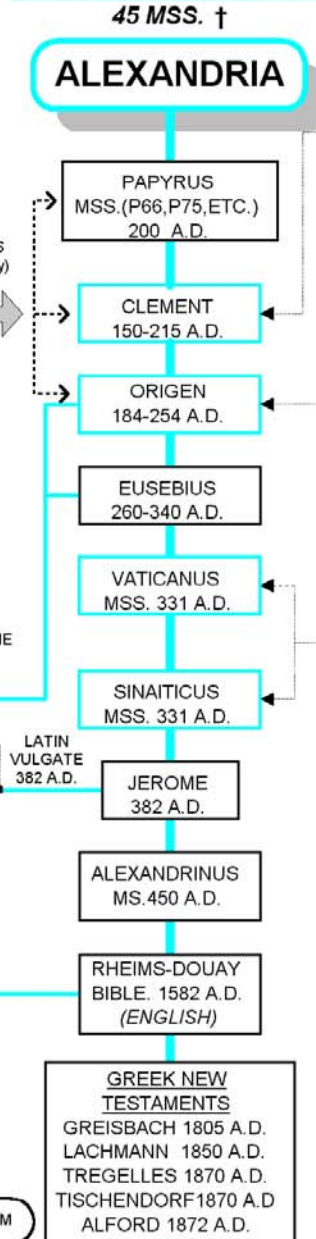 45 MSS. †
ALEXANDRIA
PAPYRUS
MSS.(P66,P75,ETC.)
200 A.D.
CLEMENT
150-215 A.D.
ORIGEN
184-254 A.D.
EUSEBIUS
260-340 A.D.
VATICANUS
MSS. 331 A.D.
SINAITICUS
MSS. 331 A.D.
LATIN
VULGATE
382 A.D.
JEROME
382 A.D.
ALEXANDRINUS
MS.450 A.D.
RHEIMS-DOUAY
BIBLE. 1582 A.D.
(ENGLISH)
GREEK NEW
TESTAMENTS
GREISBACH 1805 A.D.
LACHMANN 1850 A.D.
TREGELLES 1870 A.D.
TISCHENDORF1870 A.D
ALFORD 1872 A.D.